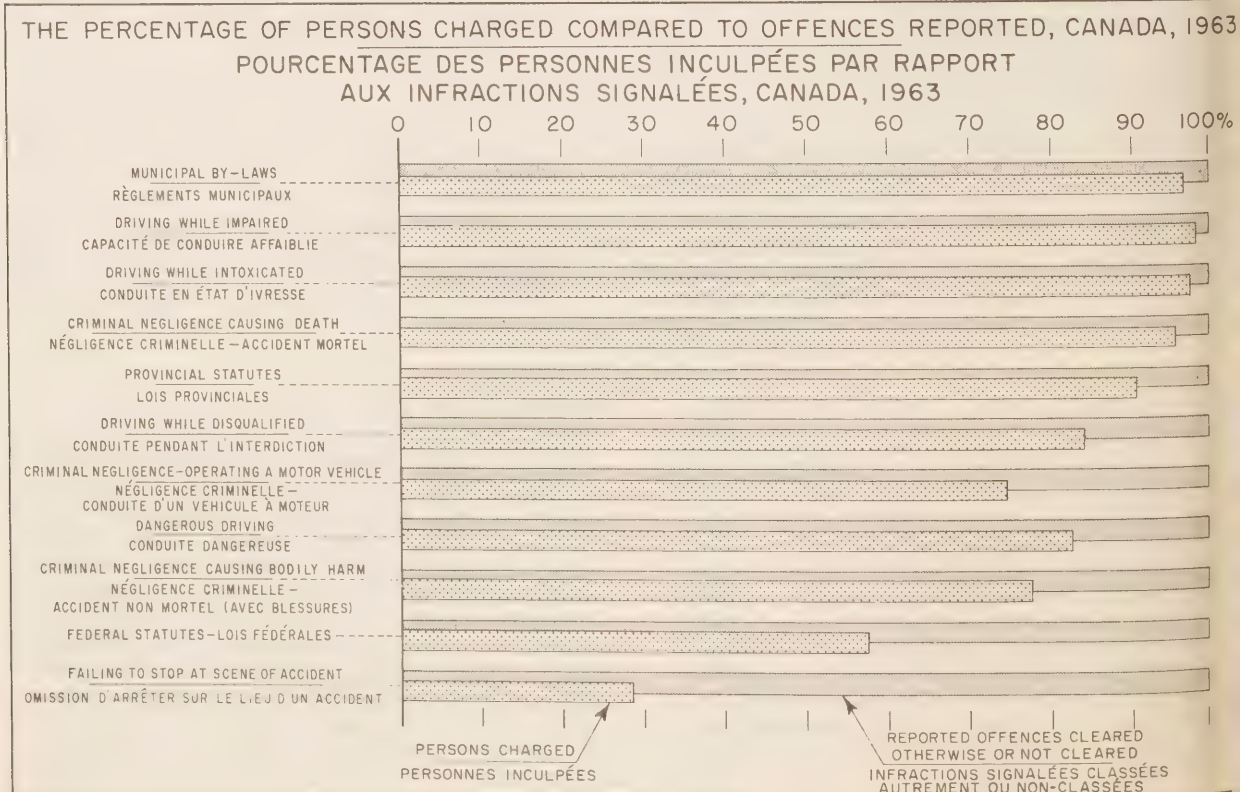 THE PERCENTAGE OF PERSONS CHARGED COMPARED TO OFFENCES REPORTED, CANADA, 1963
POURCENTAGE DES PERSONNES INCULPÉES PAR RAPPORT
AUX INFRACTIONS SIGNALÉES, CANADA, 1963
0 10 20 30 40 50 60 70 80 90 100%
MUNICIPAL BY-LAWS
RÈGLEMENTS MUNICIPAUX
DRIVING WHILE IMPAIRED
CAPACITÉ DE CONDUIRE AFFAIBLIE
DRIVING WHILE INTOXICATED
CONDUITE EN ÉTAT D'IVRESSE
CRIMINAL NEGLIGENCE CAUSING DEATH
NÉGLIGENCE CRIMINELLE-ACCIDENT MORTEL
PROVINCIAL STATUTES
LOIS PROVINCIALES
DRIVING WHILE DISQUALIFIED
CONDUITE PENDANT L'INTERDICTION
CRIMINAL NEGLIGENCE-OPERATING A MOTOR VEHICLE
NÉGLIGENCE CRIMINELLE-
CONDUITE D'UN VEHICULE À MOTEUR
DANGEROUS DRIVING
CONDUITE DANGEREUSE
CRIMINAL NEGLIGENCE CAUSING BODILY HARM
NÉGLIGENCE CRIMINELLE-
ACCIDENT NON MORTEL (AVEC BLESSURES)
FEDERAL STATUTES-LOIS FÉDÉRALES
FAILING TO STOP AT SCENE OF ACCIDENT
OMISSION D'ARRÊTER SUR LE LIEU D UN ACCIDENT
PERSONS CHARGED
PERSONNES INCULPÉES
REPORTED OFFENCES CLEARED
OTHERWISE OR NOT CLEARED
INFRACTIONS SIGNALÉES CLASSÉES
AUTREMENT OU NON-CLASSÉES